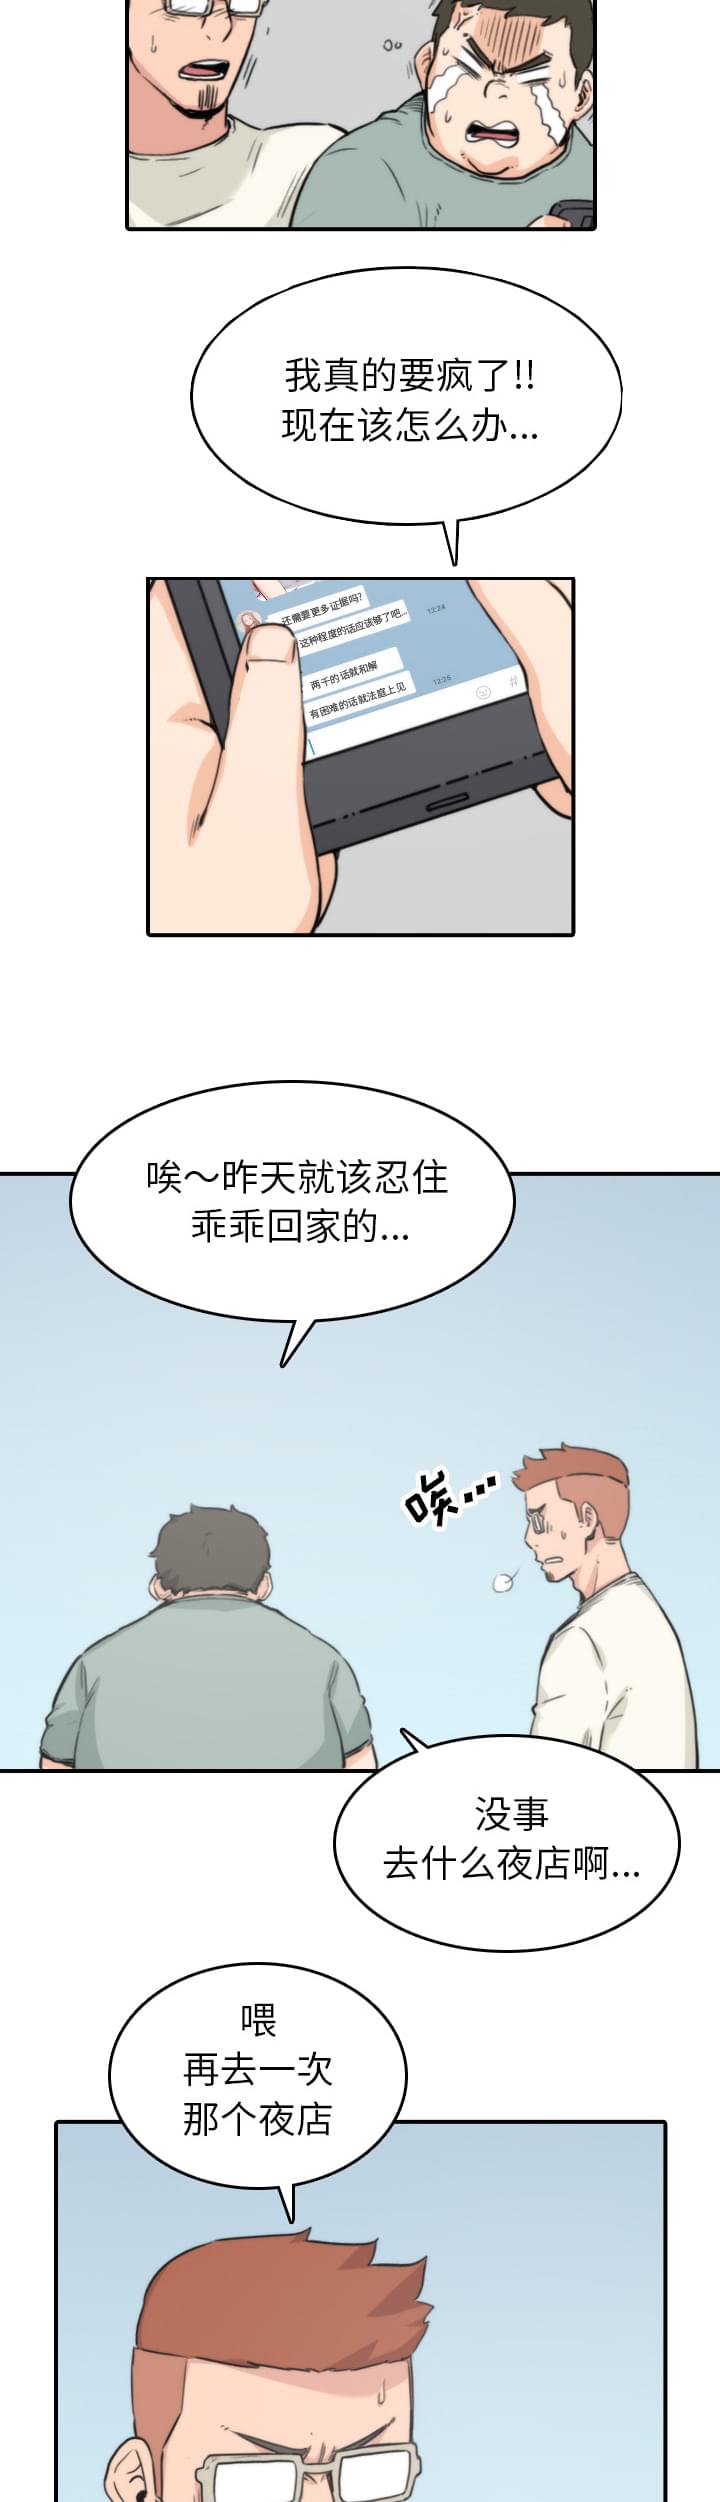 我真的要疯了!!
现在该怎么办...
还需要更多证据吗?
这种程度的话应该够了吧...
12:24
两千的话就和解
有困难的话就法庭上见
12:26
#
唉～昨天就该忍住
乖乖回家的...
唉...
没事
去什么夜店啊...
喂
再去一次
那个夜店